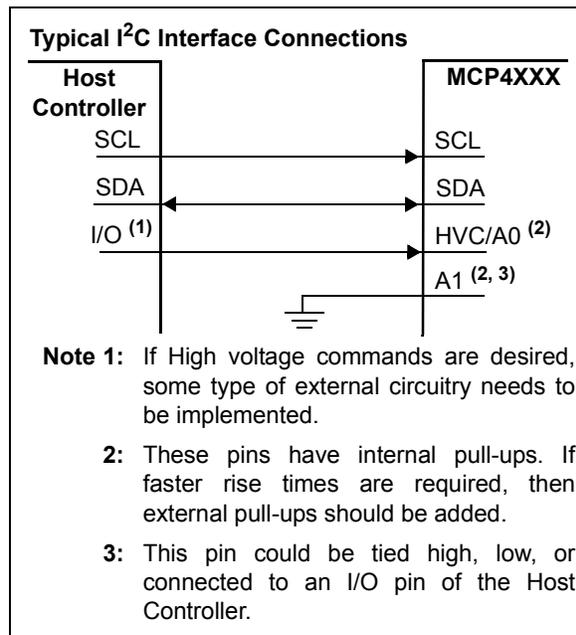 Typical I²C Interface Connections
Host
Controller
MCP4XXX
SCL
SCL
SDA
SDA
I/O (1)
HVC/A0 (2)
A1 (2, 3)
Note 1: If High voltage commands are desired,
some type of external circuitry needs to
be implemented.
2: These pins have internal pull-ups. If
faster rise times are required, then
external pull-ups should be added.
3: This pin could be tied high, low, or
connected to an I/O pin of the Host
Controller.